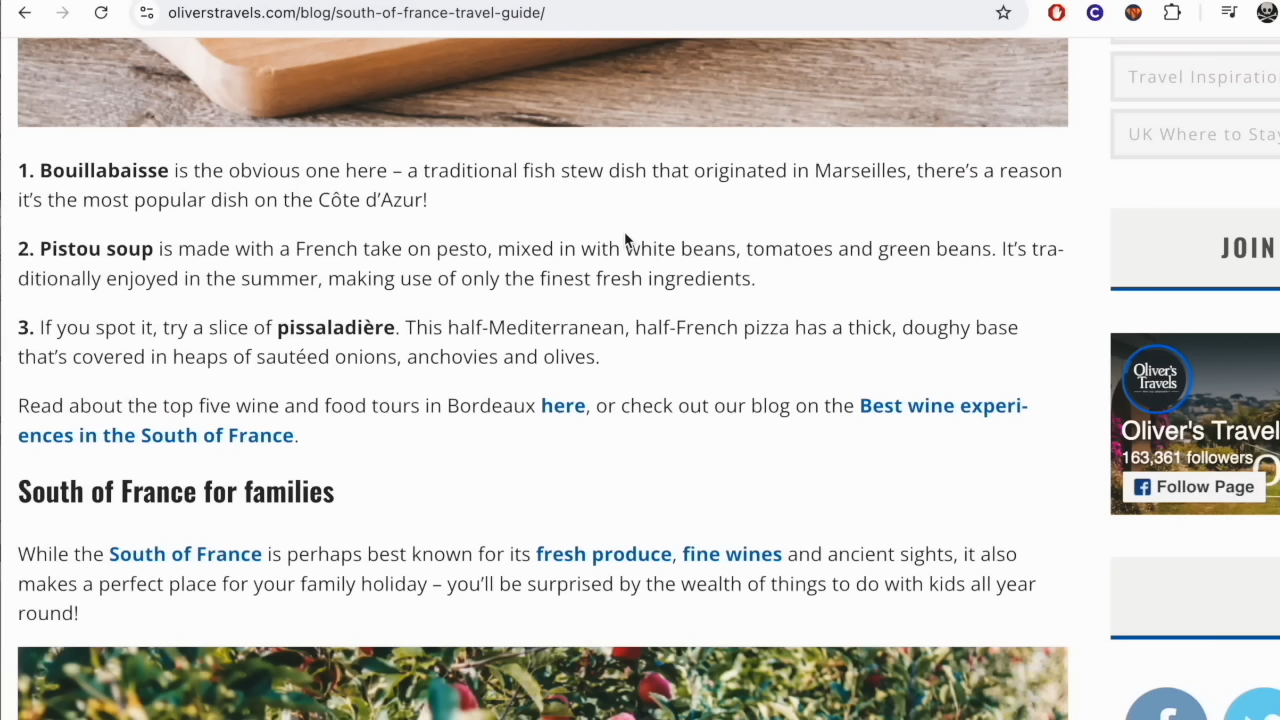 oliverstravels.com/blog/south-of-france-travel-guide/
Travel Inspiratio
UK Where to Stay
1. Bouillabaisse is the obvious one here – a traditional fish stew dish that originated in Marseilles, there's a reason
it's the most popular dish on the Côte d'Azur!
2. Pistou soup is made with a French take on pesto, mixed in with white beans, tomatoes and green beans. It's tra-
ditionally enjoyed in the summer, making use of only the finest fresh ingredients.
3. If you spot it, try a slice of pissaladière. This half-Mediterranean, half-French pizza has a thick, doughy base
that's covered in heaps of sautéed onions, anchovies and olives.
Read about the top five wine and food tours in Bordeaux here, or check out our blog on the Best wine experi-
ences in the South of France.
South of France for families
While the South of France is perhaps best known for its fresh produce, fine wines and ancient sights, it also
makes a perfect place for your family holiday – you'll be surprised by the wealth of things to do with kids all year
round!
JOIN
Oliver's
Travels
Oliver's Travel
163,361 followers
Follow Page